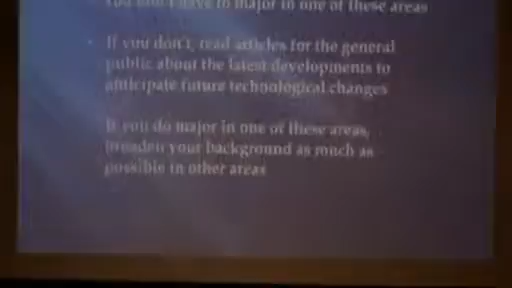 You don't have to major in one of these areas
If you don't, read articles for the general
public about the latest developments to
anticipate future technological changes
If you do major in one of these areas,
broaden your background as much as
possible in other areas